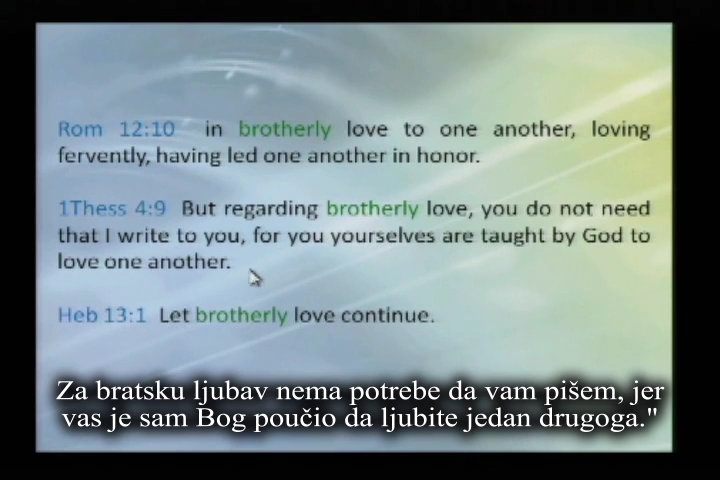 Rom 12:10 in brotherly love to one another, loving
fervently, having led one another in honor.
1Thess 4:9 But regarding brotherly love, you do not need
that I write to you, for you yourselves are taught by God to
love one another.
Heb 13:1 Let brotherly love continue.
Za bratsku ljubav nema potrebe da vam pišem, jer
vas je sam Bog poučio da ljubite jedan drugoga."